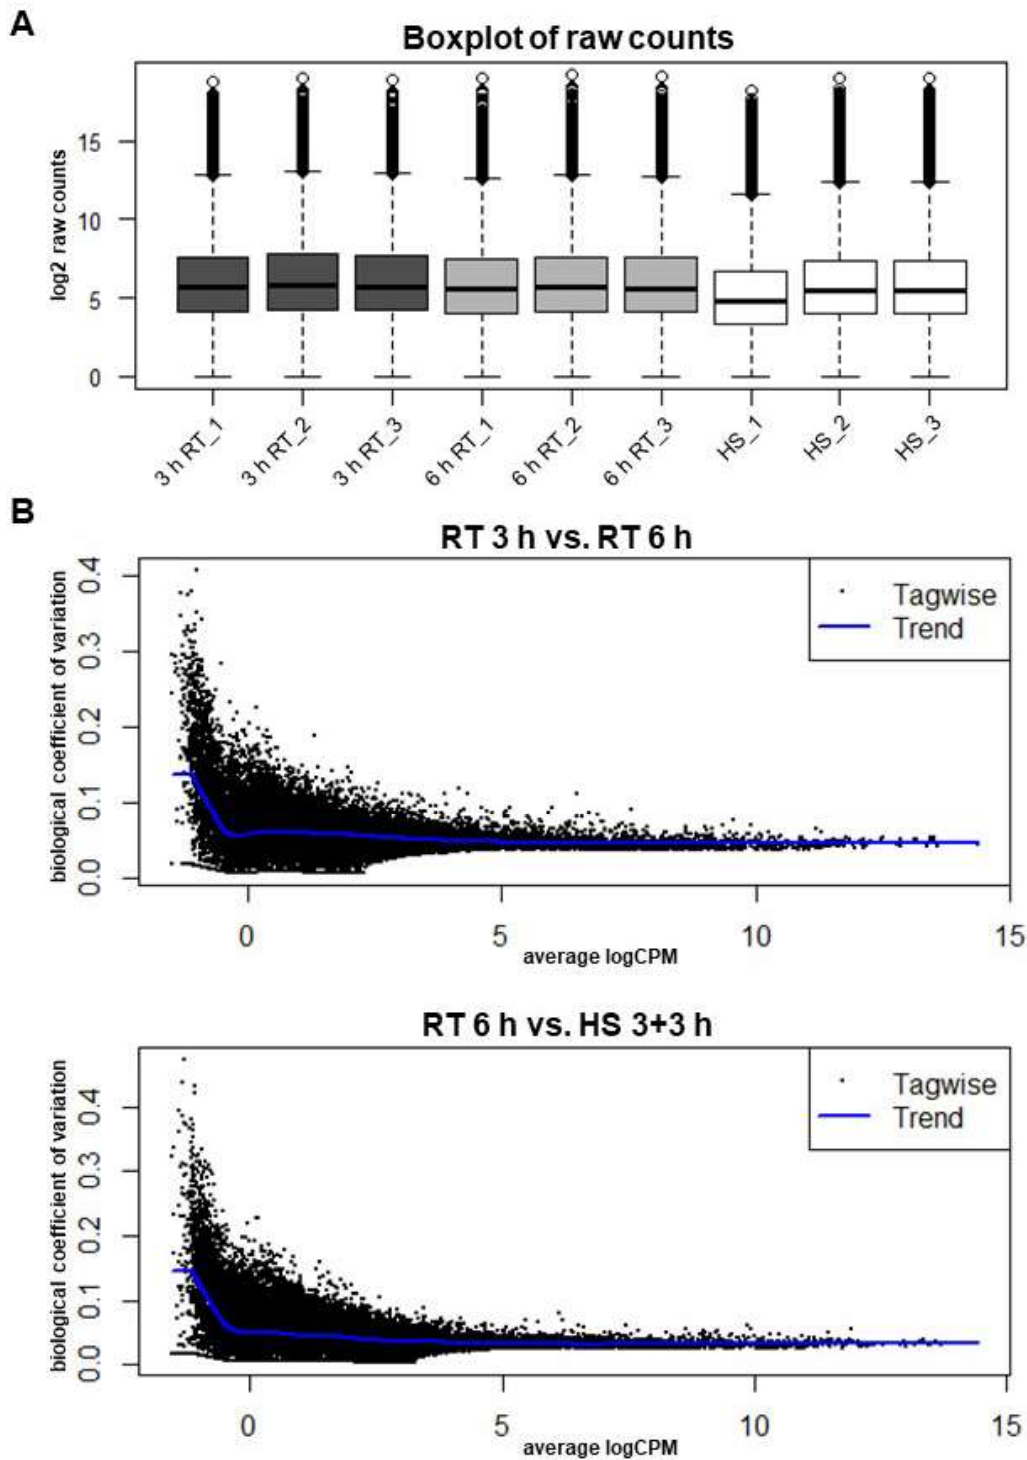 A
Boxplot of raw counts
log2 raw counts
15
10
5
0
3 h RT_1
3 h RT_2
3 h RT_3
6 h RT_1
6 h RT_2
6 h RT_3
HS_1
HS_2
HS_3
B
RT 3 h vs. RT 6 h
biological coefficient of variation
0.4
0.3
0.2
0.1
0.0
Tagwise
Trend
0 5 10 15
average logCPM
RT 6 h vs. HS 3+3 h
biological coefficient of variation
0.4
0.3
0.2
0.1
0.0
Tagwise
Trend
0 5 10 15
average logCPM